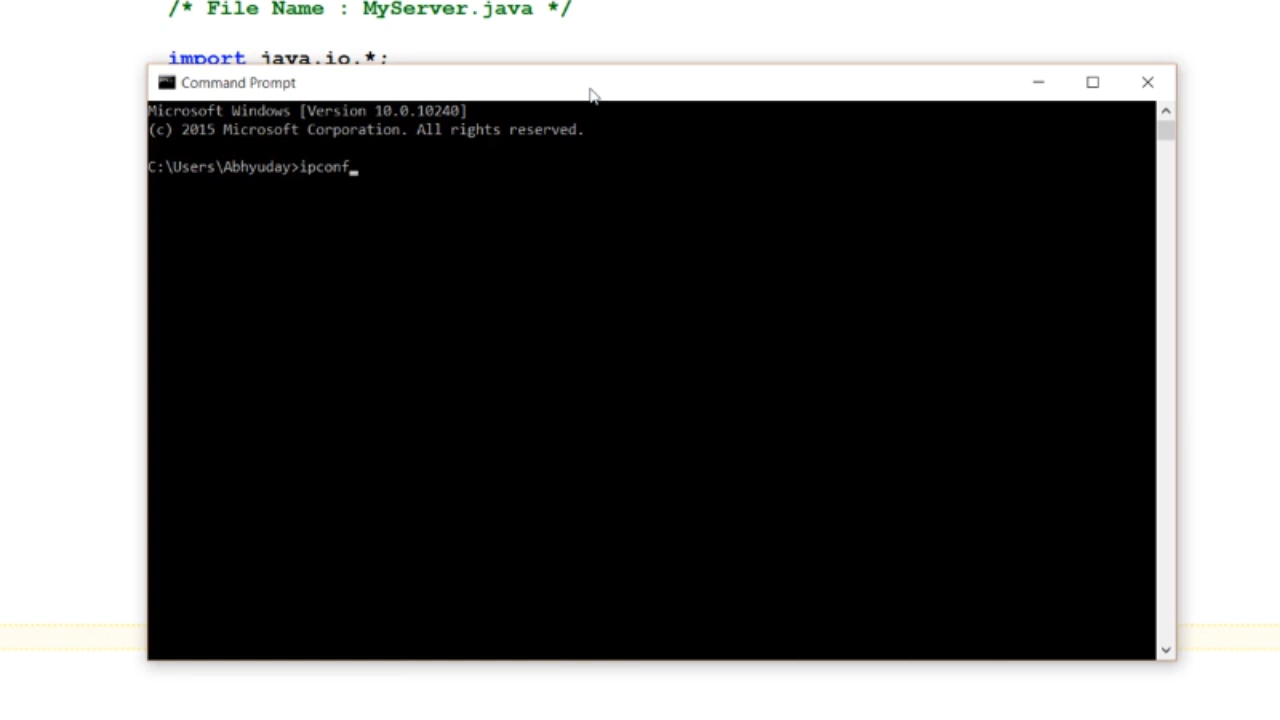 /* File Name : MyServer.java */
import java.io.*;
Command Prompt
Microsoft Windows [Version 10.0.10240]
(c) 2015 Microsoft Corporation. All rights reserved.
C:\Users\Abhyuday>ipconf